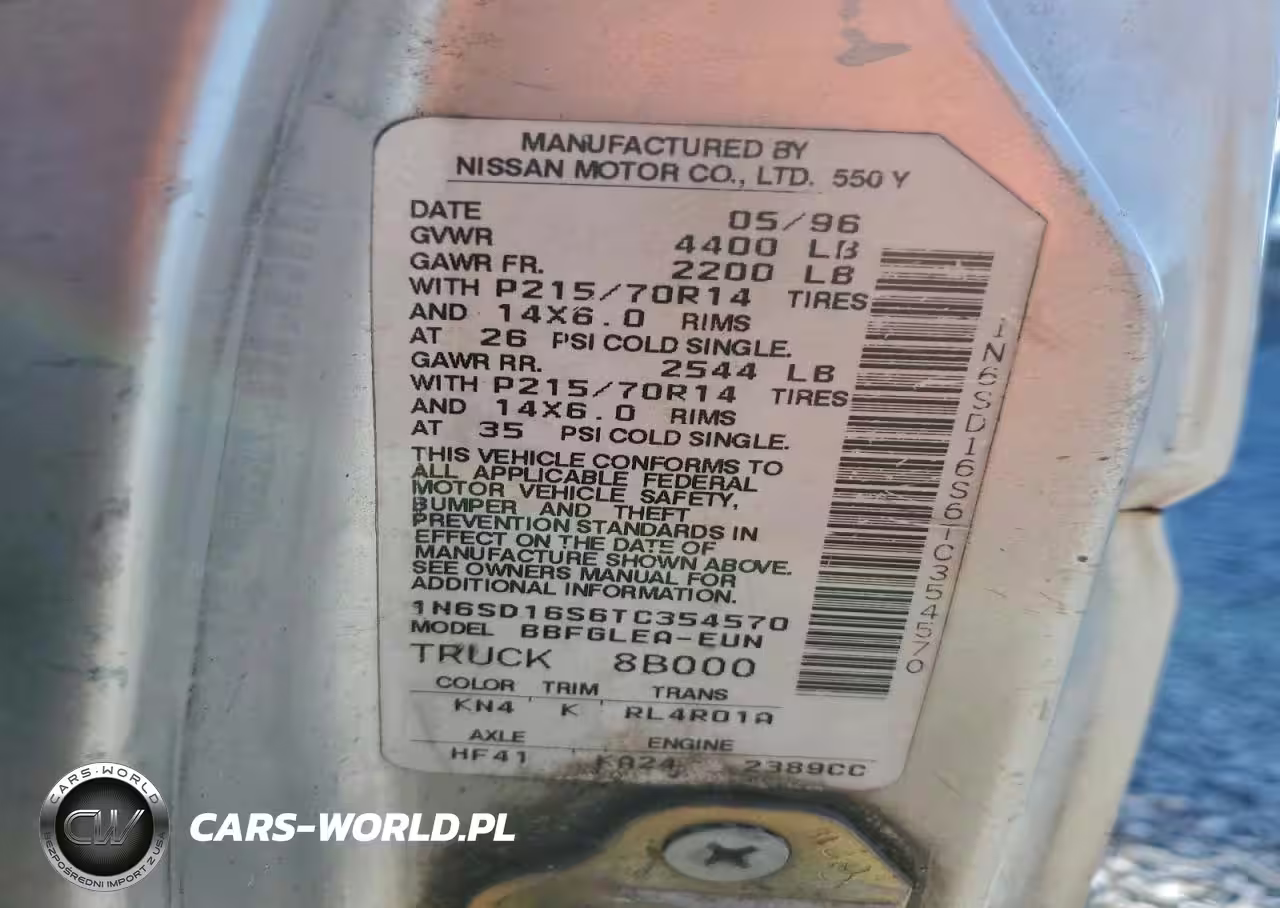 MANUFACTURED BY
NISSAN MOTOR CO., LTD. 550 Y
DATE 05/96
GVWR 4400 LB
GAWR FR. 2200 LB
WITH P215/70R14 TIRES
AND 14X6.0 RIMS
AT 26 PSI COLD SINGLE.
GAWR RR. 2544 LB
WITH P215/70R14 TIRES
AND 14X6.0 RIMS
AT 35 PSI COLD SINGLE.
THIS VEHICLE CONFORMS TO
ALL APPLICABLE FEDERAL
MOTOR VEHICLE SAFETY,
BUMPER AND THEFT
PREVENTION STANDARDS IN
EFFECT ON THE DATE OF
MANUFACTURE SHOWN ABOVE.
SEE OWNERS MANUAL FOR
ADDITIONAL INFORMATION.
1N6SD16S6TC354570
MODEL BBF6LEA-EUN
TRUCK 8B000
COLOR TRIM TRANS
KN4 K RL4R01A
AXLE ENGINE
HF41 KA24 2389CC
1N6SD16S6TC354570
CARS-WORLD
CW
BEZPOŚREDNI IMPORT Z USA
CARS-WORLD.PL